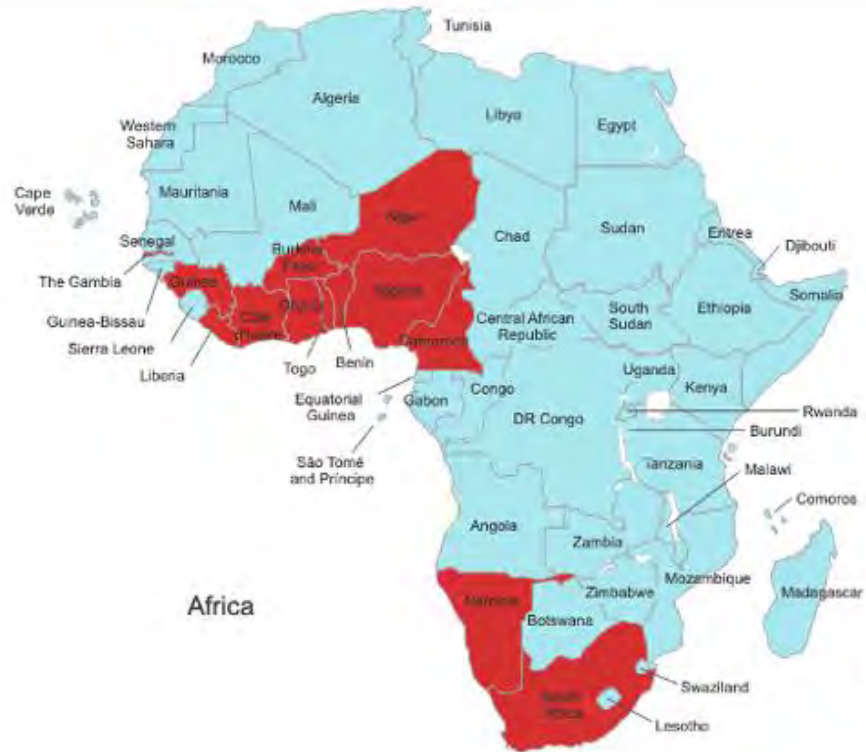 Tunisia
Morocco
Algeria
Libya
Egypt
Western
Sahara
Mauritania
Cape
Verde
Mali
Niger
Chad
Sudan
Eritrea
Djibouti
Senegal
Burkina
Faso
The Gambia
Guinea
Nigeria
Somalia
Guinea-Bissau
Côte
d'Ivoire
Ghana
Central African
Republic
South
Sudan
Ethiopia
Sierra Leone
Cameroon
Benin
Togo
Liberia
Uganda
Kenya
Equatorial
Guinea
Gabon
Congo
DR Congo
Rwanda
Burundi
São Tomé
and Príncipe
Tanzania
Malawi
Comoros
Angola
Zambia
Mozambique
Madagascar
Zimbabwe
Namibia
Botswana
Africa
Swaziland
South
Africa
Lesotho